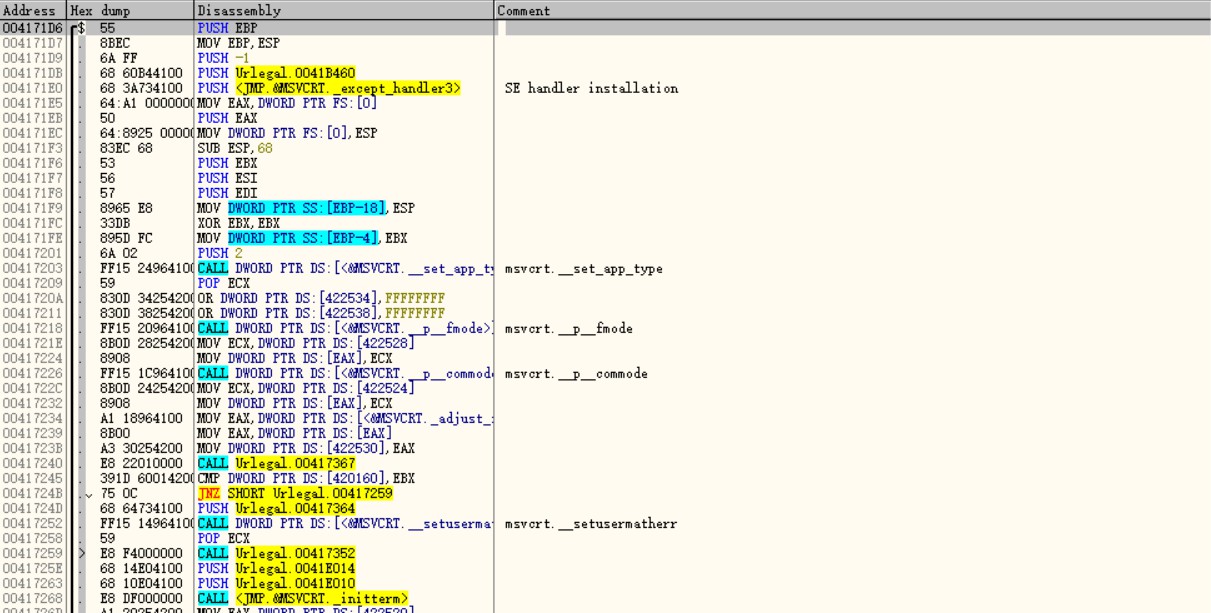 Address Hex dump Disassembly Comment
004171D6 $ 55 PUSH EBP
004171D7 . 8BEC MOV EBP,ESP
004171D9 . 6A FF PUSH -1
004171DB . 68 60B44100 PUSH Urlegal.0041B460
004171E0 . 68 3A734100 PUSH <JMP.&MSVCRT._except_handler3> SE handler installation
004171E5 . 64:A1 0000000 MOV EAX,DWORD PTR FS:[0]
004171EB . 50 PUSH EAX
004171EC . 64:8925 0000 MOV DWORD PTR FS:[0],ESP
004171F3 . 83EC 68 SUB ESP,68
004171F6 . 53 PUSH EBX
004171F7 . 56 PUSH ESI
004171F8 . 57 PUSH EDI
004171F9 . 8965 E8 MOV DWORD PTR SS:[EBP-18],ESP
004171FC . 33DB XOR EBX,EBX
004171FE . 895D FC MOV DWORD PTR SS:[EBP-4],EBX
00417201 . 6A 02 PUSH 2
00417203 . FF15 24964100 CALL DWORD PTR DS:[<&MSVCRT.__set_app_ty msvcrt.__set_app_type
00417209 . 59 POP ECX
0041720A . 830D 34254200 OR DWORD PTR DS:[422534],FFFFFFFF
00417211 . 830D 38254200 OR DWORD PTR DS:[422538],FFFFFFFF
00417218 . FF15 20964100 CALL DWORD PTR DS:[<&MSVCRT.__p__fmode>] msvcrt.__p__fmode
0041721E . 8B0D 28254200 MOV ECX,DWORD PTR DS:[422528]
00417224 . 8908 MOV DWORD PTR DS:[EAX],ECX
00417226 . FF15 1C964100 CALL DWORD PTR DS:[<&MSVCRT.__p__commode msvcrt.__p__commode
0041722C . 8B0D 24254200 MOV ECX,DWORD PTR DS:[422524]
00417232 . 8908 MOV DWORD PTR DS:[EAX],ECX
00417234 . A1 18964100 MOV EAX,DWORD PTR DS:[<&MSVCRT._adjust_
00417239 . 8B00 MOV EAX,DWORD PTR DS:[EAX]
0041723B . A3 30254200 MOV DWORD PTR DS:[422530],EAX
00417240 . E8 22010000 CALL Urlegal.00417367
00417245 . 391D 60014200 CMP DWORD PTR DS:[420160],EBX
0041724B . 75 0C JNZ SHORT Urlegal.00417259
0041724D . 68 64734100 PUSH Urlegal.00417364
00417252 . FF15 14964100 CALL DWORD PTR DS:[<&MSVCRT.__setusermat msvcrt.__setusermatherr
00417258 . 59 POP ECX
00417259 > E8 F4000000 CALL Urlegal.00417352
0041725E . 68 14E04100 PUSH Urlegal.0041E014
00417263 . 68 10E04100 PUSH Urlegal.0041E010
00417268 . E8 DF000000 CALL <JMP.&MSVCRT._initterm>